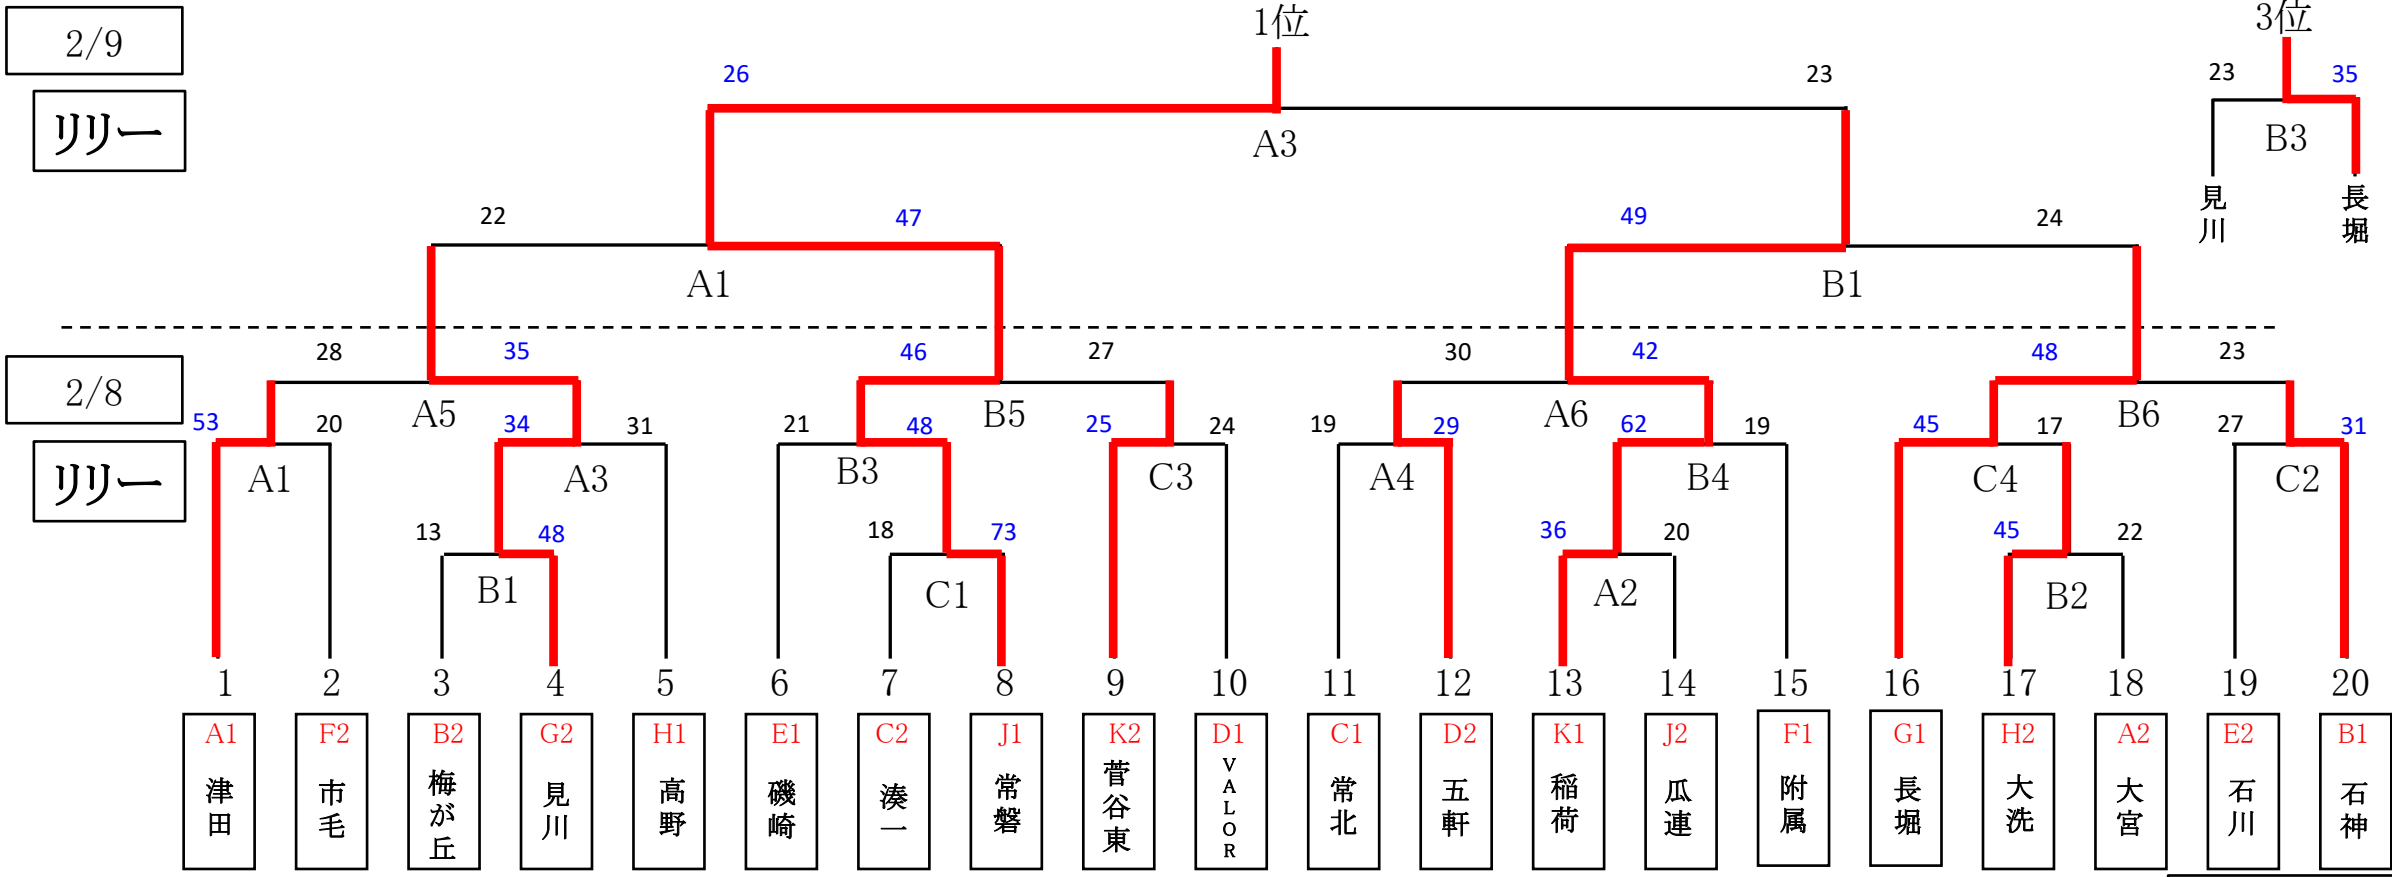 1位
3位
2/9
26
23
23
35
リリー
A3
B3
見川
長堀
22
47
49
24
A1
B1
28
35
46
27
30
42
48
23
2/8
A5
B5
A6
B6
53
20
34
31
21
48
25
24
19
29
62
19
45
17
27
31
リリー
A1
A3
B3
C3
A4
B4
C4
C2
13
48
18
73
36
20
45
22
B1
C1
A2
B2
1
2
3
4
5
6
7
8
9
10
11
12
13
14
15
16
17
18
19
20
A1
F2
B2
G2
H1
E1
C2
J1
K2
D1
C1
D2
K1
J2
F1
G1
H2
A2
E2
B1
津田
市毛
梅が丘
見川
高野
磯崎
湊一
常磐
菅谷東
VALOR
常北
五軒
稲荷
瓜連
附属
長堀
大洗
大宮
石川
石神